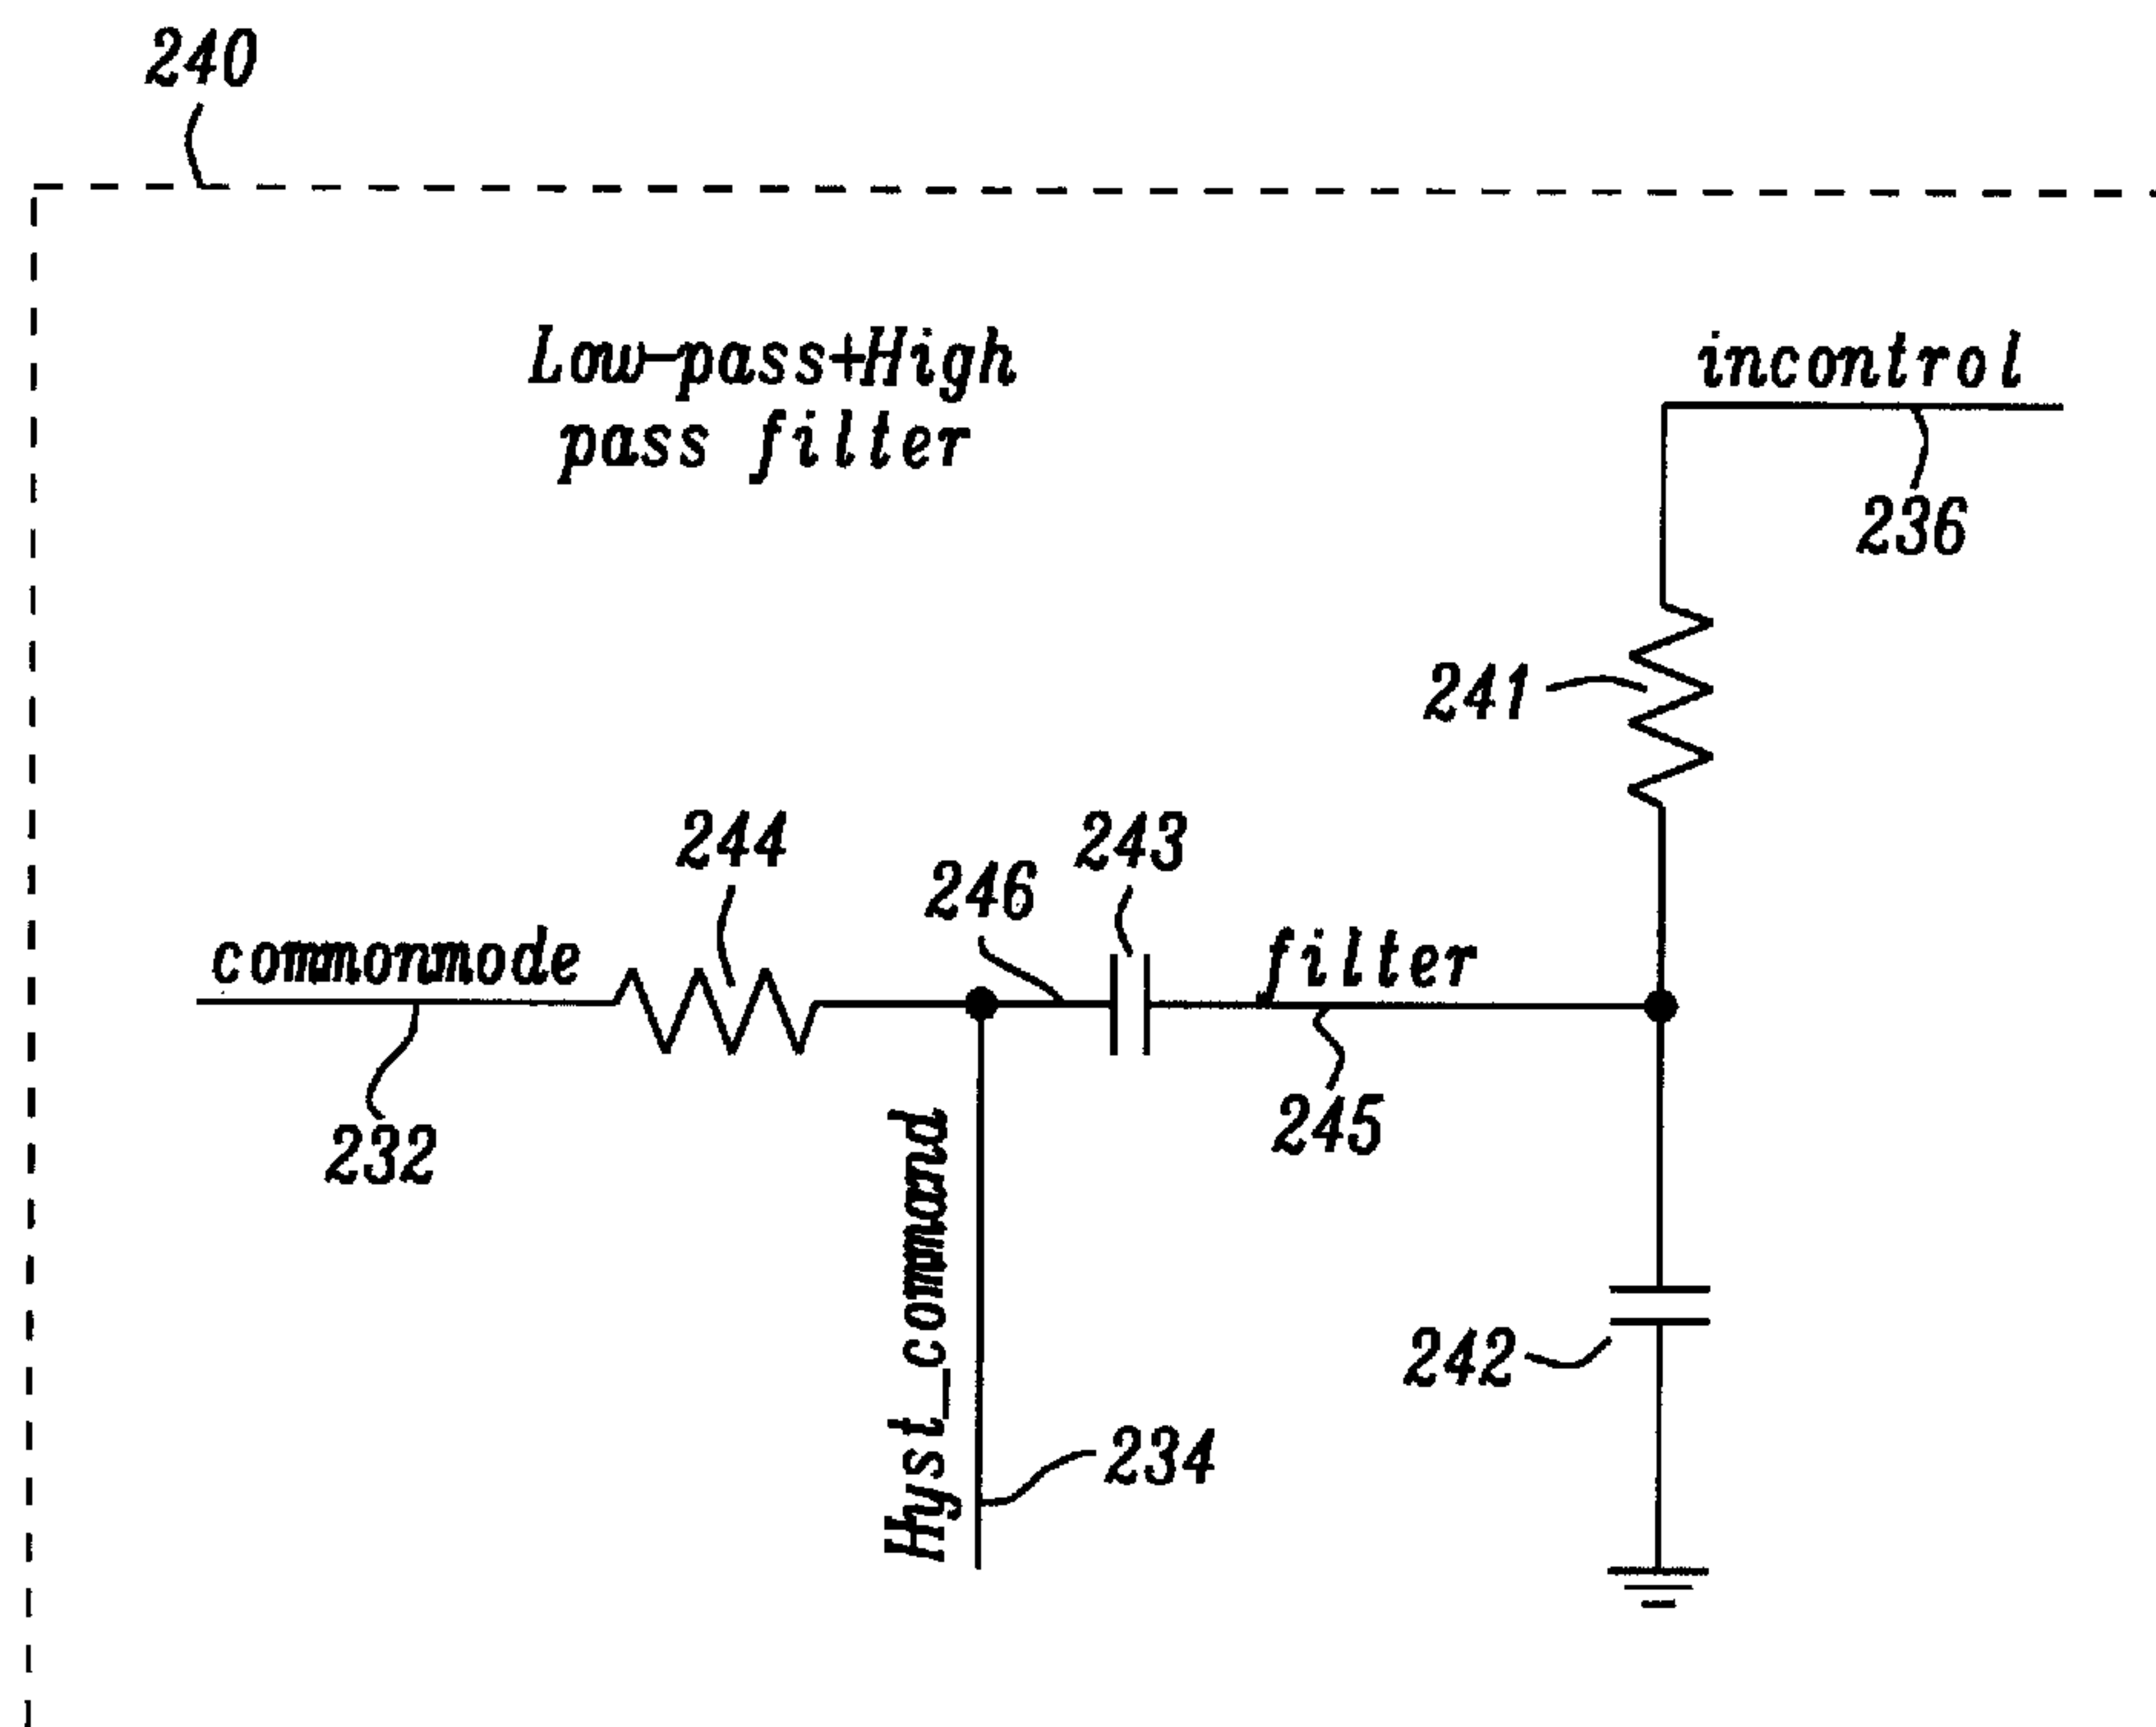 240
Low-pass+High
pass filter
incontrol
236
241
244
243
246
commonmode
filter
232
245
Hyst_command
242
234